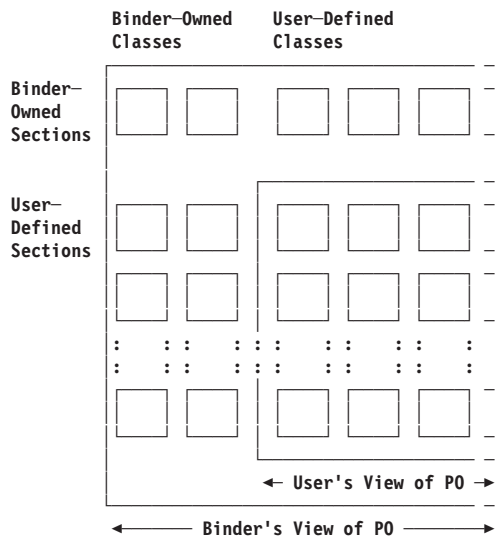 Binder–Owned User–Defined
Classes Classes
Binder–
Owned
Sections
User–
Defined
Sections
: : : : : : : : : : :
: : : : : : : : : : :
User's View of PO
Binder's View of PO